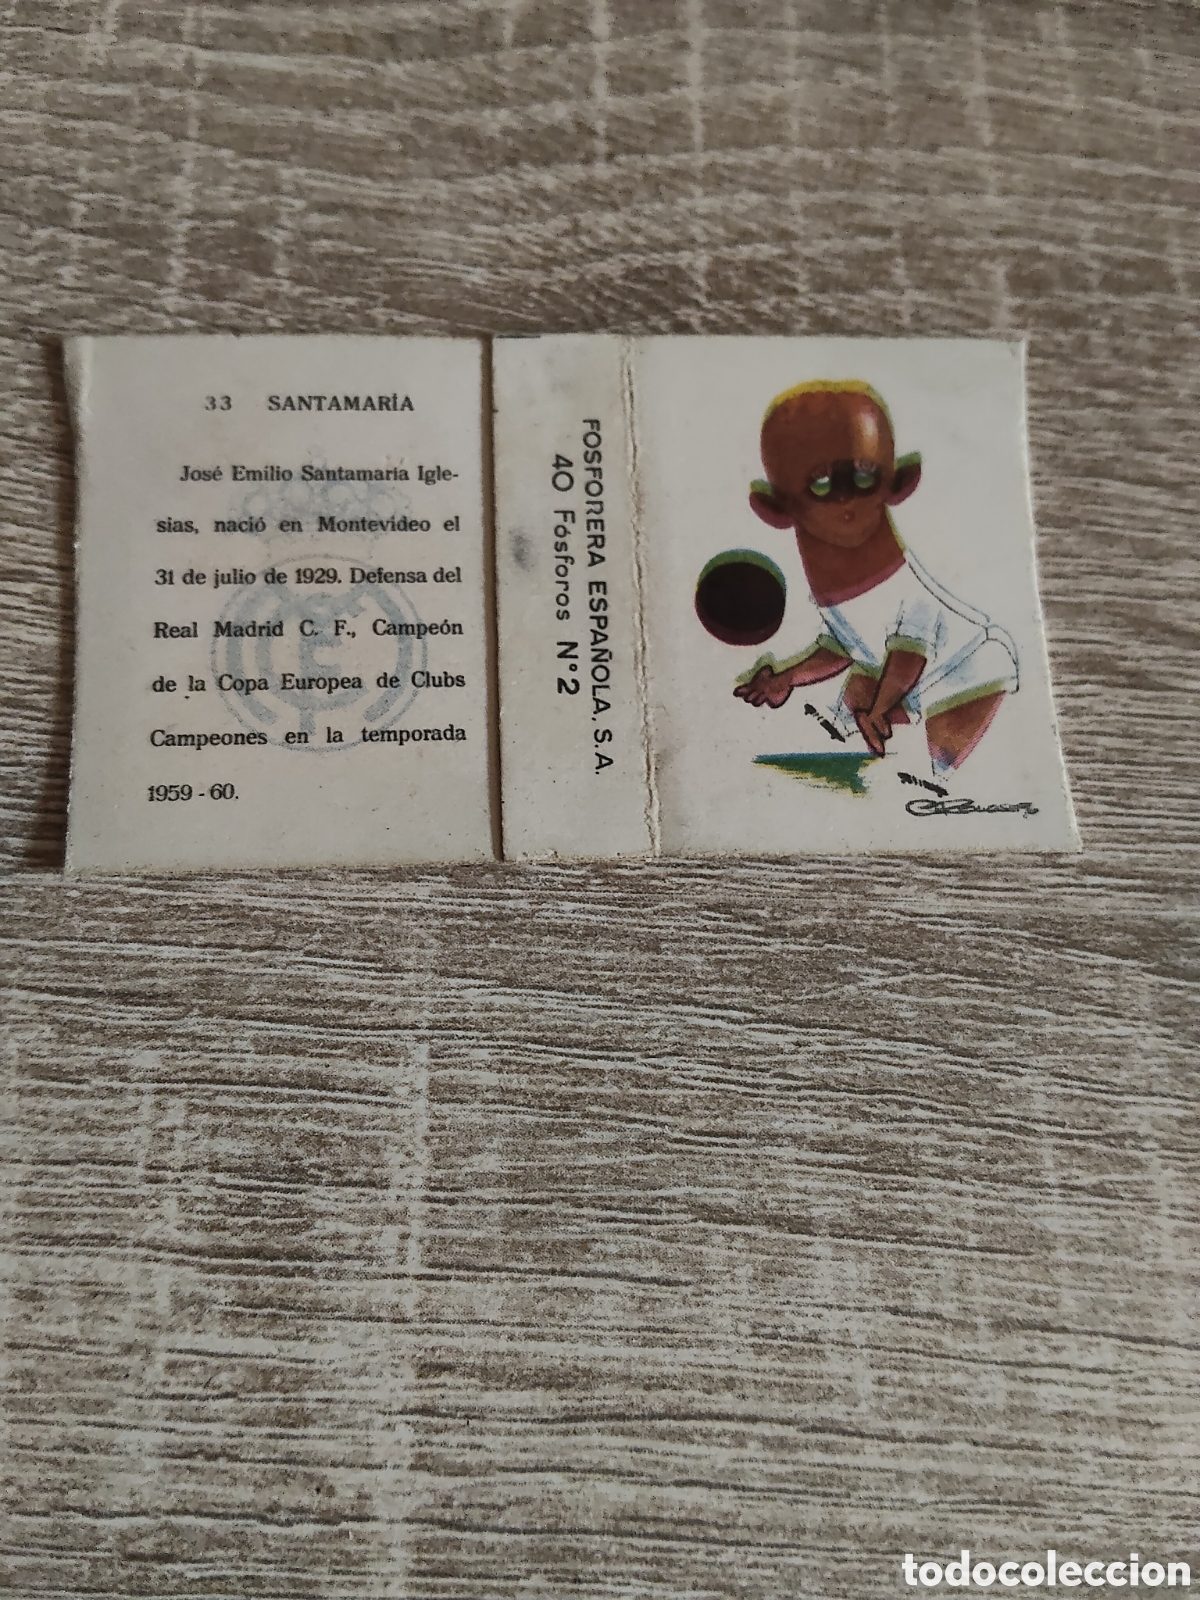 33 SANTAMARÍA
José Emilio Santamaría Igle-
sias, nació en Montevideo el
31 de julio de 1929. Defensa del
Real Madrid C. F., Campeón
de la Copa Europea de Clubs
Campeones en la temporada
1959 - 60.
FOSFORERA ESPAÑOLA, S.A.
40 Fósforos N.º 2
todocoleccion